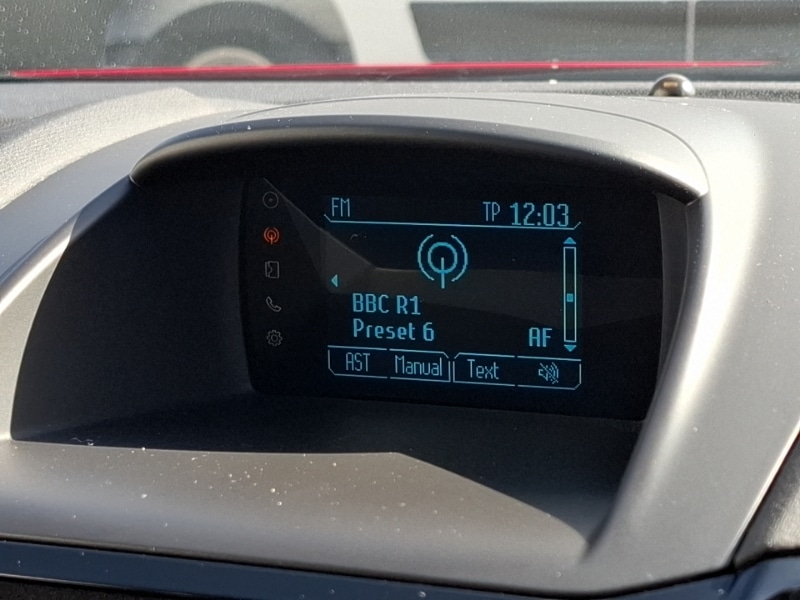 FM TP 12:03
BBC R1
Preset 6 AF
AST Manual Text